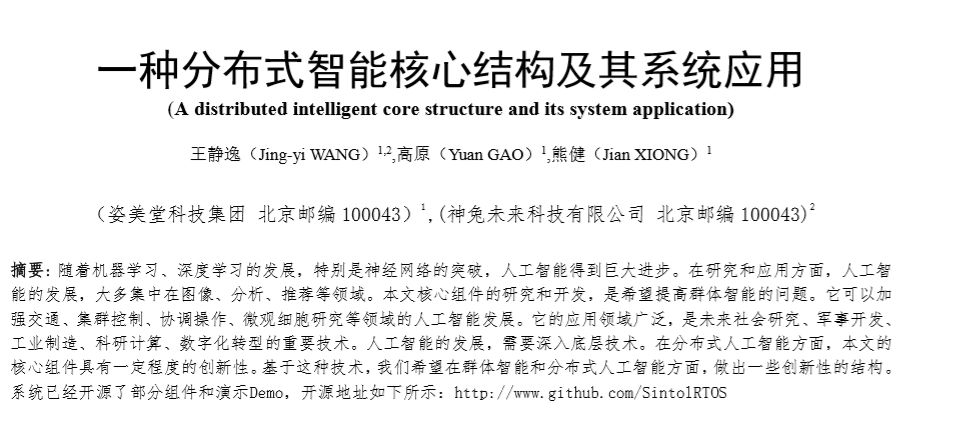 一种分布式智能核心结构及其系统应用
(A distributed intelligent core structure and its system application)
王静逸（Jing-yi WANG）1,2,高原（Yuan GAO）1,熊健（Jian XIONG）1
（姿美堂科技集团 北京邮编 100043）1,(神兔未来科技有限公司 北京邮编 100043)2
摘要: 随着机器学习、深度学习的发展，特别是神经网络的突破，人工智能得到巨大进步。在研究和应用方面，人工智
能的发展，大多集中在图像、分析、推荐等领域。本文核心组件的研究和开发，是希望提高群体智能的问题。它可以加
强交通、集群控制、协调操作、微观细胞研究等领域的人工智能发展。它的应用领域广泛，是未来社会研究、军事开发、
工业制造、科研计算、数字化转型的重要技术。人工智能的发展，需要深入底层技术。在分布式人工智能方面，本文的
核心组件具有一定程度的创新性。基于这种技术，我们希望在群体智能和分布式人工智能方面，做出一些创新性的结构。
系统已经开源了部分组件和演示Demo，开源地址如下所示：http://www.github.com/SintolRTOS